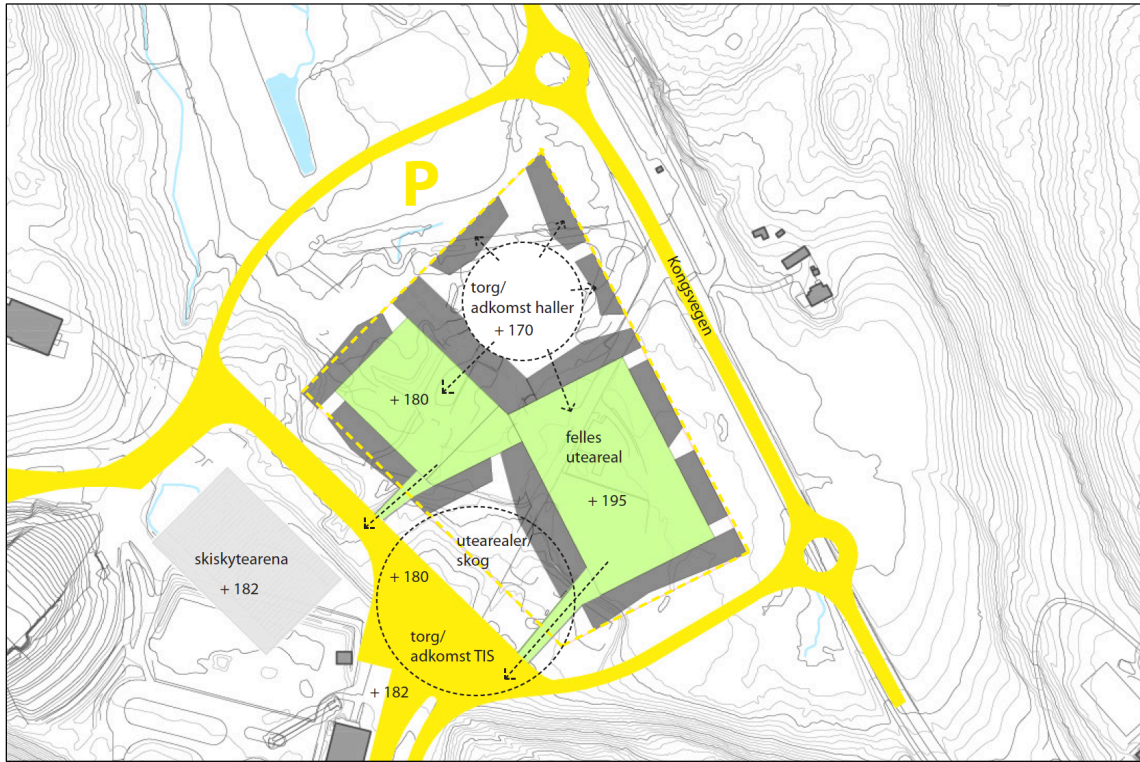 P
torg/
adkomst haller
+ 170
Kongsvegen
+ 180
felles
uteareal
+ 195
utearealer/
skog
skiskytearena
+ 182
+ 180
torg/
adkomst TIS
+ 182